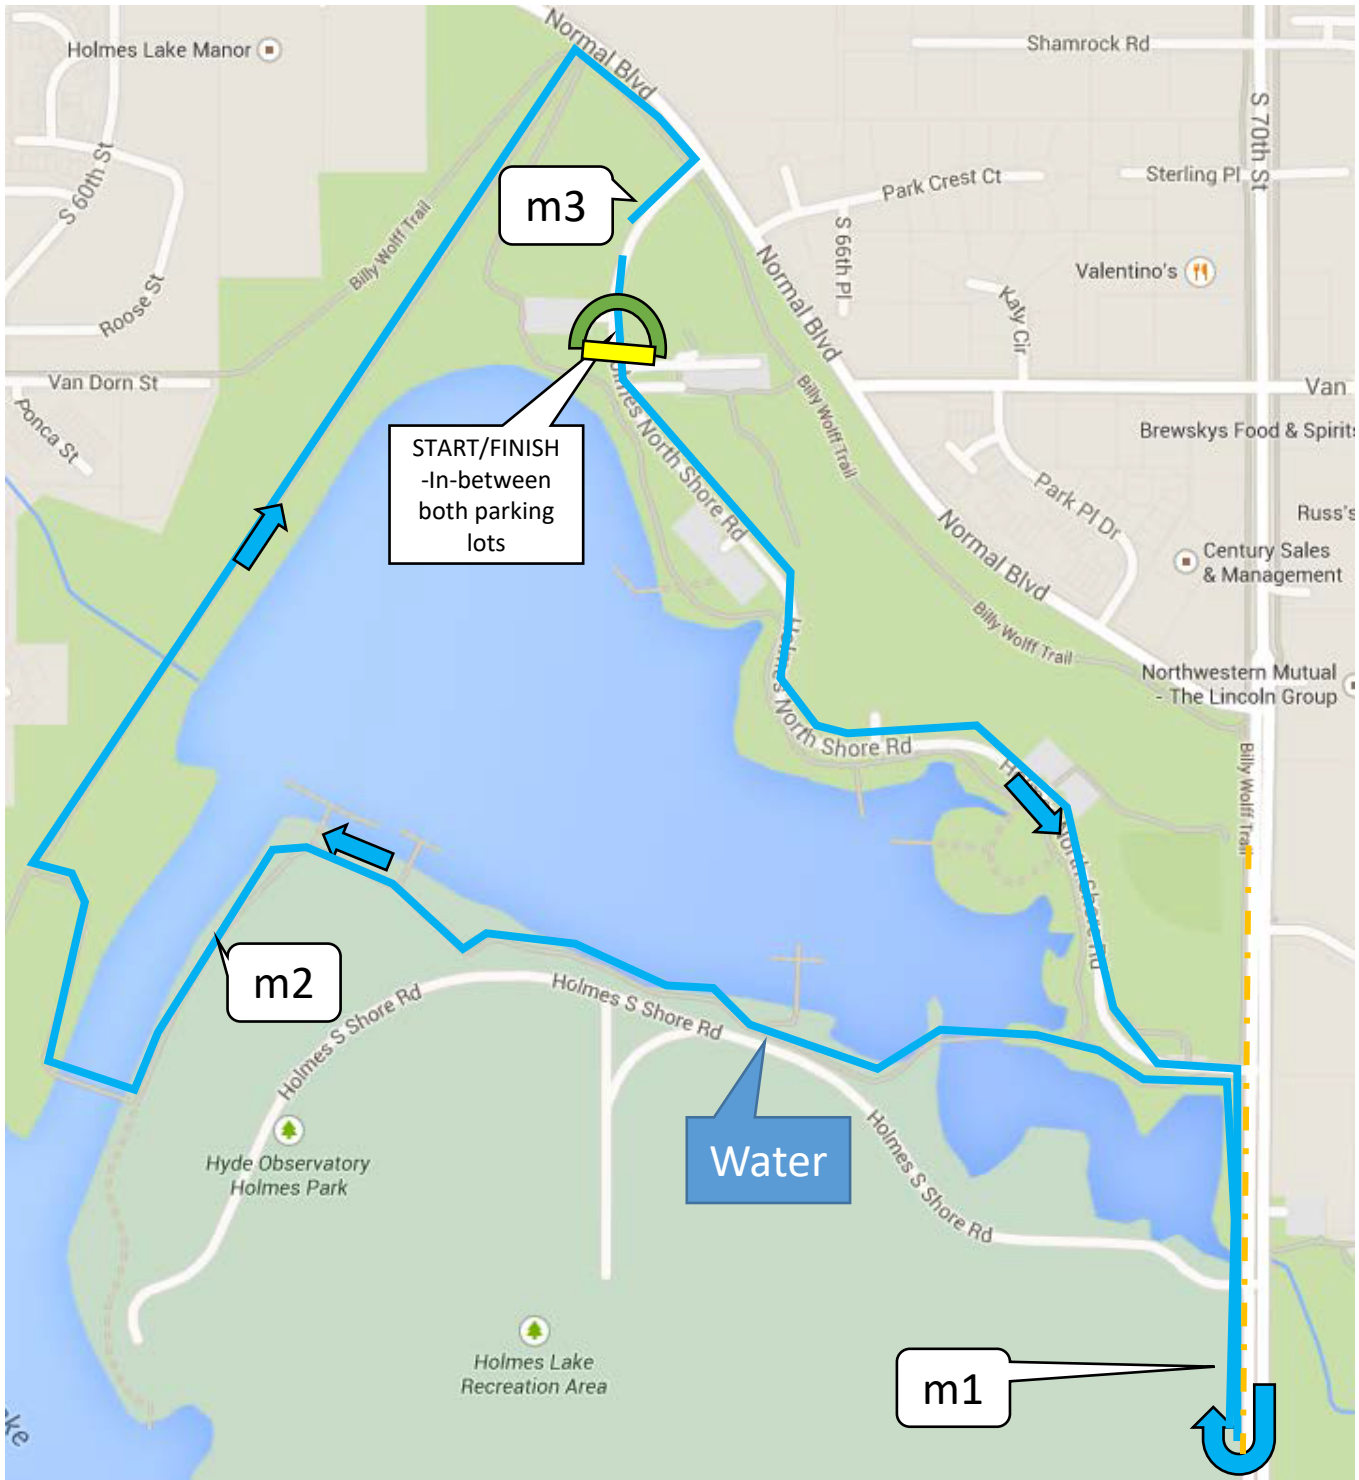 Normal Blvd
Holmes Lake Manor
Shamrock Rd
S 70th St
S 60th St
Sterling Pl
Park Crest Ct
m3
Billy Wolff Trail
S 66th Pl
Normal Blvd
Valentino's
Roose St
Katy Cir
Van Dorn St
Van
Ponca St
Billy Wolff Trail
Brewskys Food & Spirits
START/FINISH
-In-between
both parking
lots
Holmes North Shore Rd
Park Pl Dr
Russ's
Normal Blvd
Century Sales
& Management
Billy Wolff Trail
Northwestern Mutual
- The Lincoln Group
Holmes North Shore Rd
Billy Wolff Trail
North Shore Rd
m2
Holmes S Shore Rd
Holmes S Shore Rd
Water
Holmes S Shore Rd
Hyde Observatory
Holmes Park
Holmes Lake
Recreation Area
m1